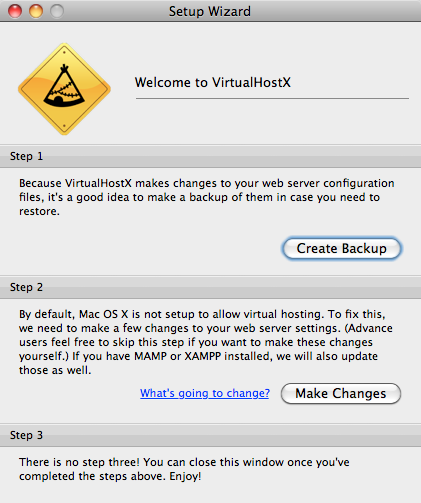 Setup Wizard
Welcome to VirtualHostX
Step 1
Because VirtualHostX makes changes to your web server configuration
files, it's a good idea to make a backup of them in case you need to
restore.
Create Backup
Step 2
By default, Mac OS X is not setup to allow virtual hosting. To fix this,
we need to make a few changes to your web server settings. (Advance
users feel free to skip this step if you want to make these changes
yourself.) If you have MAMP or XAMPP installed, we will also update
those as well.
What's going to change?
Make Changes
Step 3
There is no step three! You can close this window once you've
completed the steps above. Enjoy!